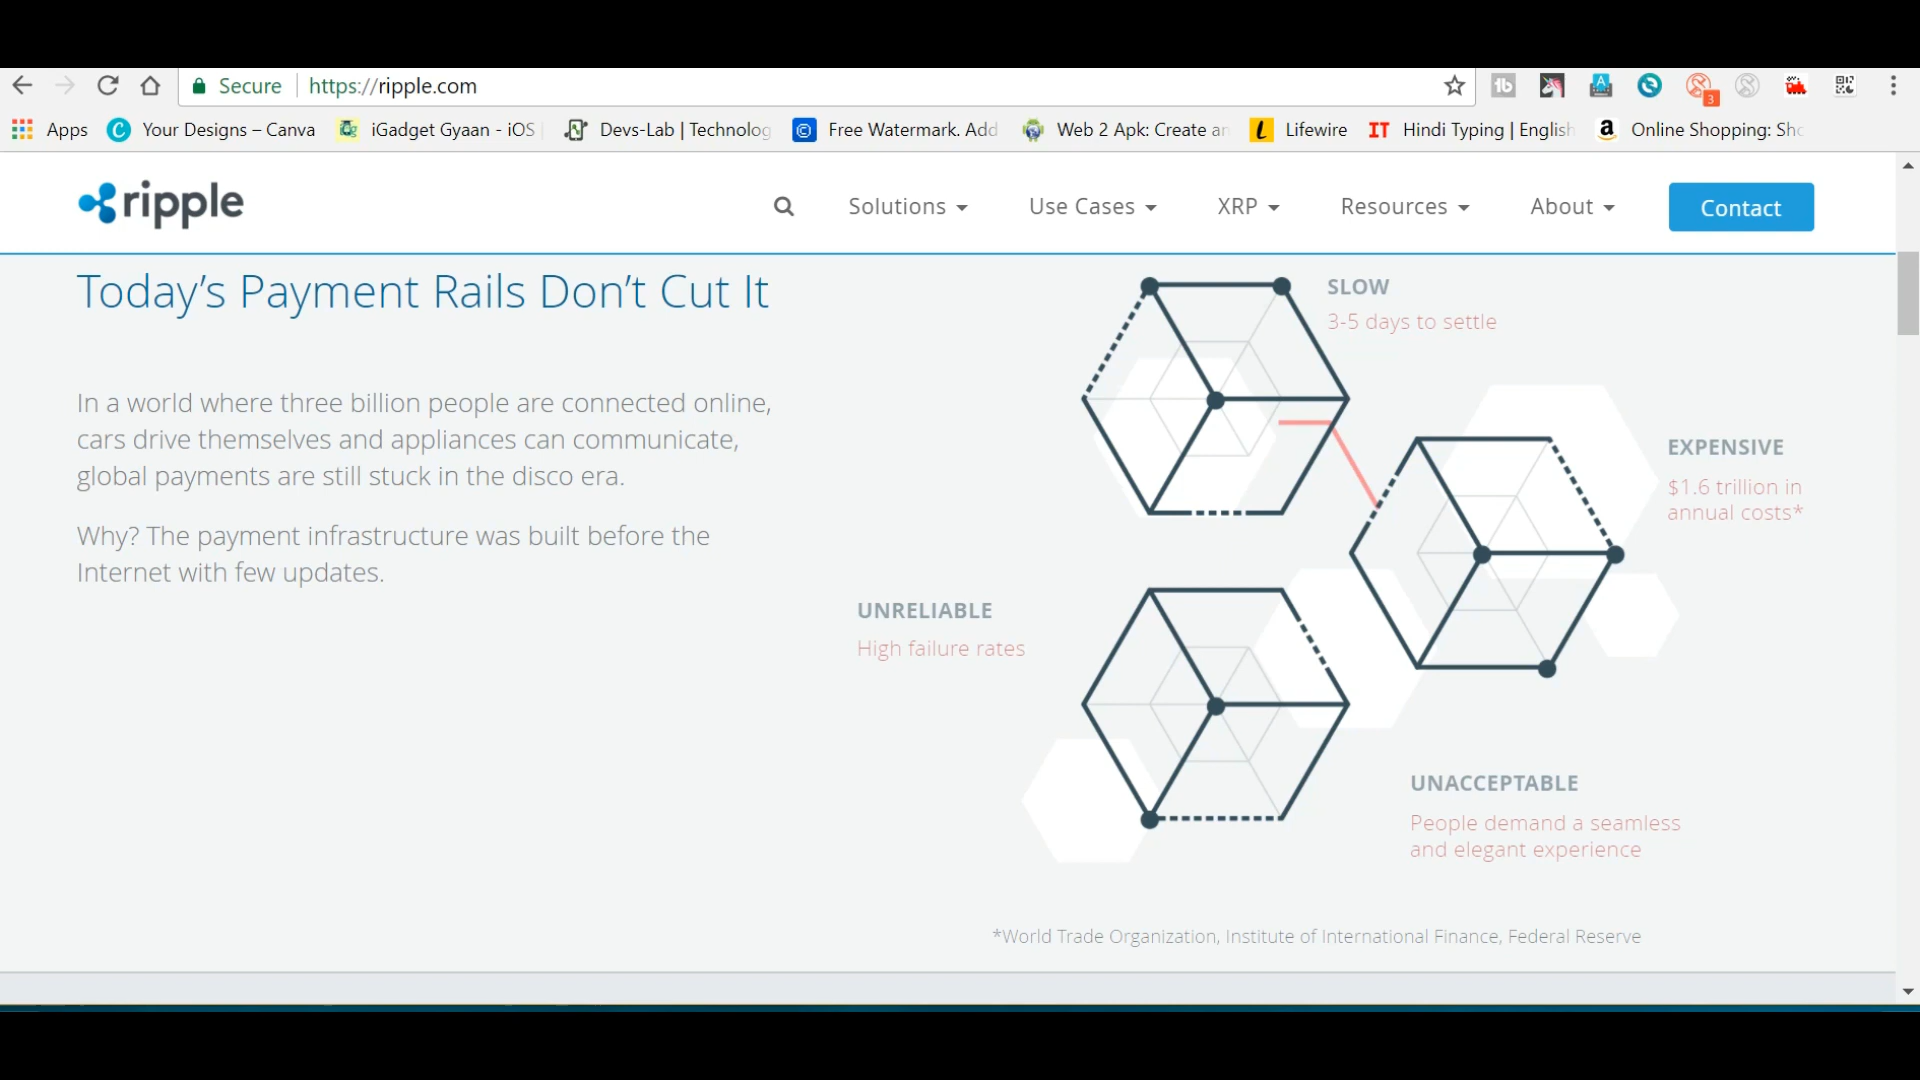 Secure https://ripple.com
3
Apps Your Designs – Canva iGadget Gyaan - iOS Devs-Lab | Technolog Free Watermark. Add Web 2 Apk: Create an Lifewire IT Hindi Typing | English Online Shopping: Sho
ripple Solutions Use Cases XRP Resources About Contact
Today's Payment Rails Don't Cut It
In a world where three billion people are connected online,
cars drive themselves and appliances can communicate,
global payments are still stuck in the disco era.
Why? The payment infrastructure was built before the
Internet with few updates.
SLOW
3-5 days to settle
EXPENSIVE
$1.6 trillion in
annual costs*
UNRELIABLE
High failure rates
UNACCEPTABLE
People demand a seamless
and elegant experience
*World Trade Organization, Institute of International Finance, Federal Reserve